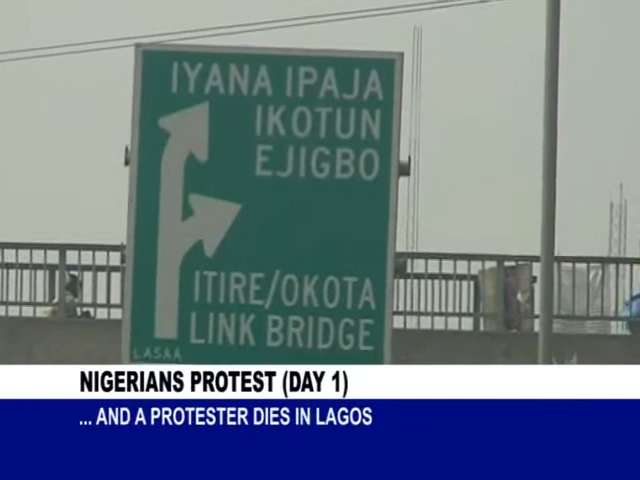 IYANA IPAJA
IKOTUN
EJIGBO
ITIRE/OKOTA
LINK BRIDGE
LASAA
NIGERIANS PROTEST (DAY 1)
... AND A PROTESTER DIES IN LAGOS